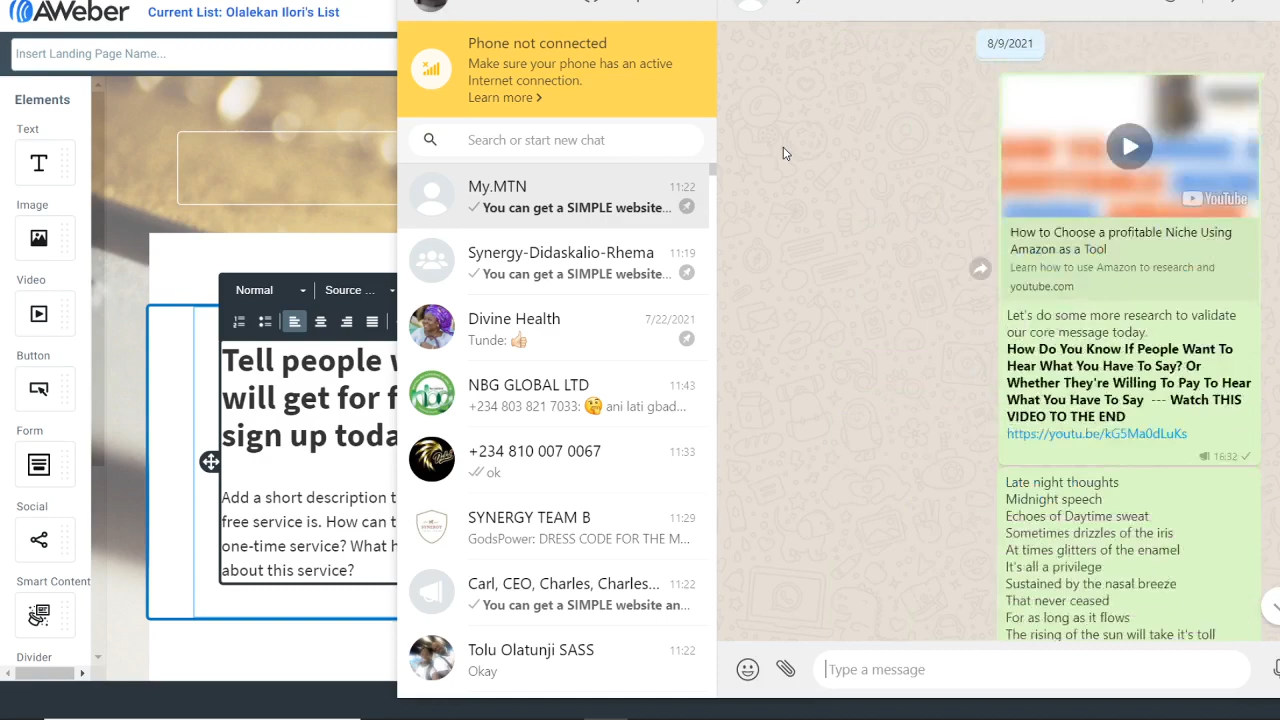 AWeber
Current List: Olalekan Ilori's List
Insert Landing Page Name...
Elements
Text
T
Image
Video
Button
Form
Social
Smart Content
Divider
Normal
Source ...
Tell people
will get for f
sign up toda
Add a short description t
free service is. How can t
one-time service? What h
about this service?
Phone not connected
Make sure your phone has an active
Internet connection.
Learn more >
Search or start new chat
My.MTN 11:22
You can get a SIMPLE website...
Synergy-Didaskalio-Rhema 11:19
You can get a SIMPLE website...
Divine Health 7/22/2021
Tunde: 👍🏻
NBG GLOBAL LTD 11:43
+234 803 821 7033: 🤔 ani lati gbad...
+234 810 007 0067 11:33
ok
SYNERGY TEAM B 11:29
GodsPower: DRESS CODE FOR THE M...
Carl, CEO, Charles, Charles... 11:22
You can get a SIMPLE website an...
Tolu Olatunji SASS 11:22
Okay
8/9/2021
YouTube
How to Choose a profitable Niche Using
Amazon as a Tool
Learn how to use Amazon to research and
youtube.com
Let's do some more research to validate
our core message today.
How Do You Know If People Want To
Hear What You Have To Say? Or
Whether They're Willing To Pay To Hear
What You Have To Say --- Watch THIS
VIDEO TO THE END
https://youtu.be/kG5Ma0dLuKs
16:32
Late night thoughts
Midnight speech
Echoes of Daytime sweat
Sometimes drizzles of the iris
At times glitters of the enamel
It's all a privilege
Sustained by the nasal breeze
That never ceased
For as long as it flows
The rising of the sun will take it's toll
Type a message